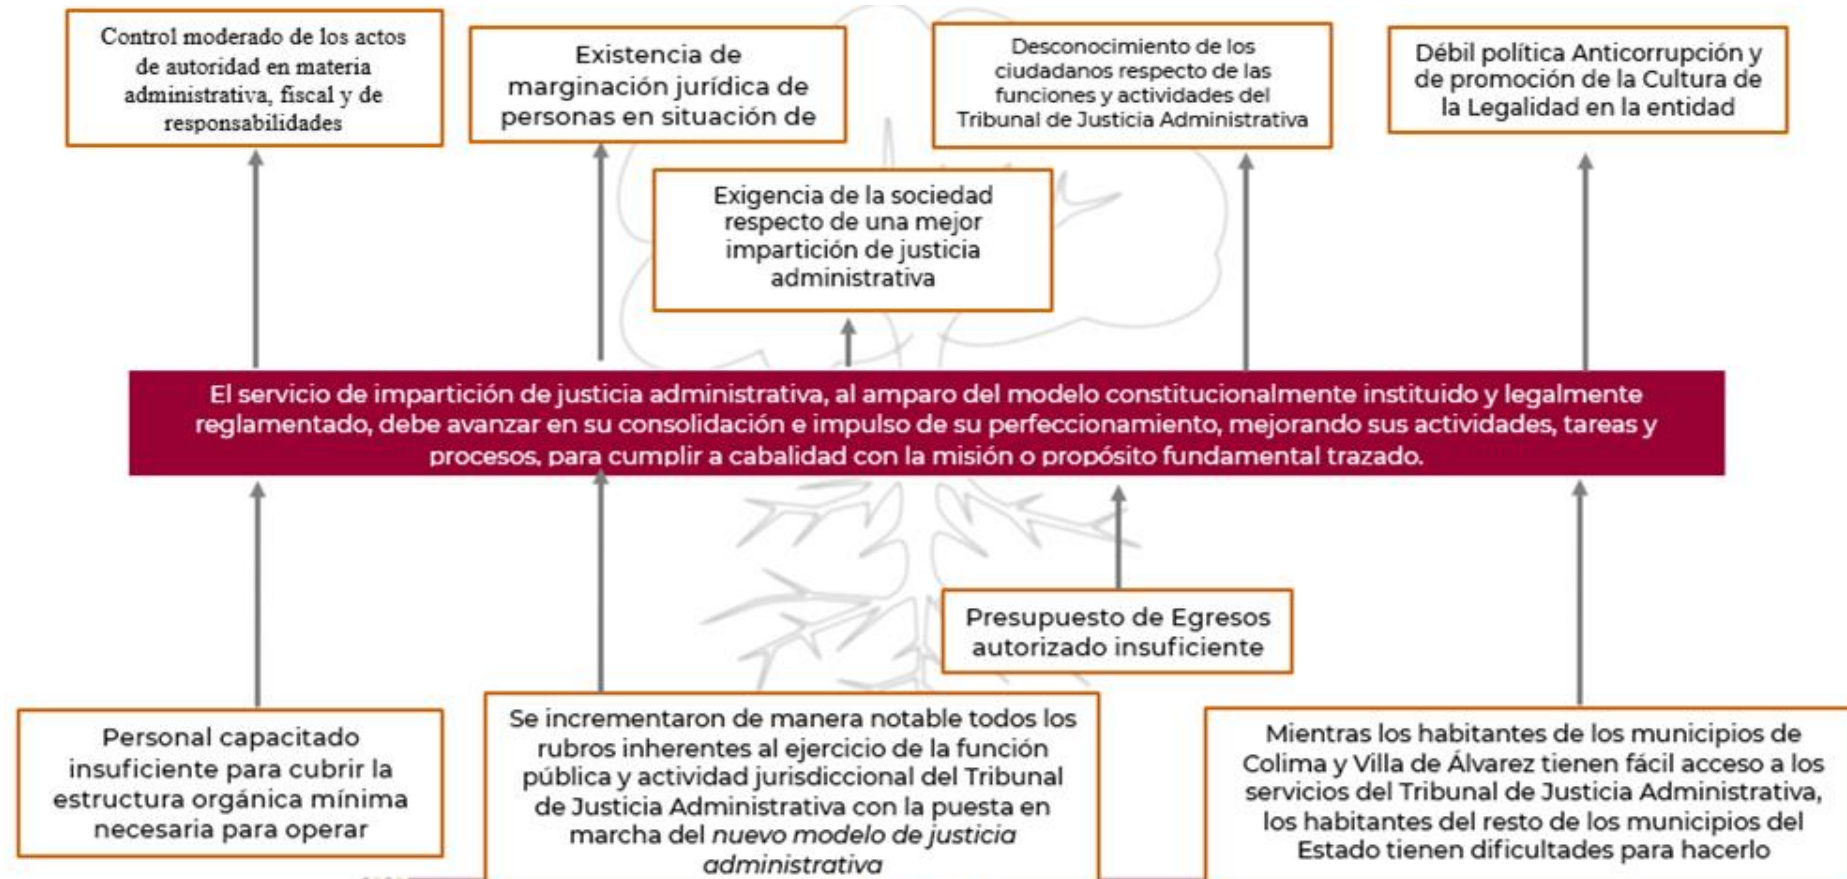 Control moderado de los actos
de autoridad en materia
administrativa, fiscal y de
responsabilidades
Existencia de
marginación jurídica de
personas en situación de
Desconocimiento de los
ciudadanos respecto de las
funciones y actividades del
Tribunal de Justicia Administrativa
Débil política Anticorrupción y
de promoción de la Cultura de
la Legalidad en la entidad
Exigencia de la sociedad
respecto de una mejor
impartición de justicia
administrativa
El servicio de impartición de justicia administrativa, al amparo del modelo constitucionalmente instituido y legalmente
reglamentado, debe avanzar en su consolidación e impulso de su perfeccionamiento, mejorando sus actividades, tareas y
procesos, para cumplir a cabalidad con la misión o propósito fundamental trazado.
Presupuesto de Egresos
autorizado insuficiente
Personal capacitado
insuficiente para cubrir la
estructura orgánica mínima
necesaria para operar
Se incrementaron de manera notable todos los
rubros inherentes al ejercicio de la función
pública y actividad jurisdiccional del Tribunal
de Justicia Administrativa con la puesta en
marcha del nuevo modelo de justicia
administrativa
Mientras los habitantes de los municipios de
Colima y Villa de Álvarez tienen fácil acceso a los
servicios del Tribunal de Justicia Administrativa,
los habitantes del resto de los municipios del
Estado tienen dificultades para hacerlo